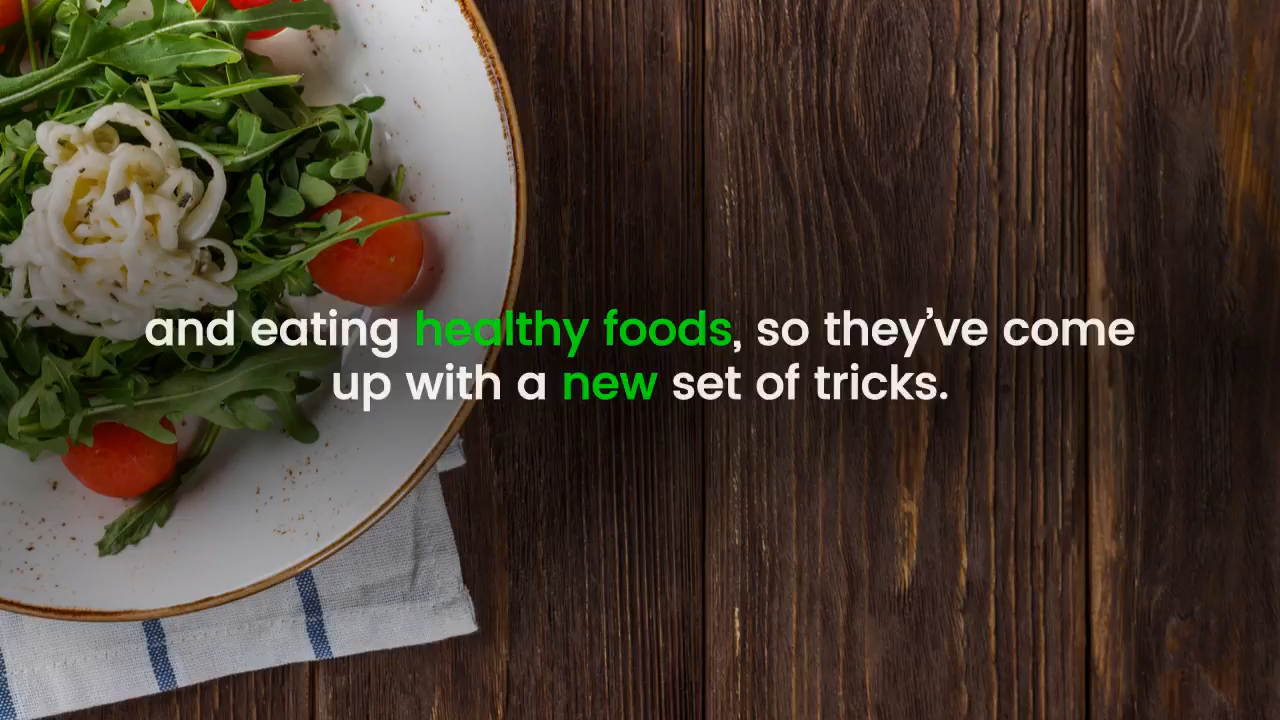 and eating healthy foods, so they’ve come
up with a new set of tricks.